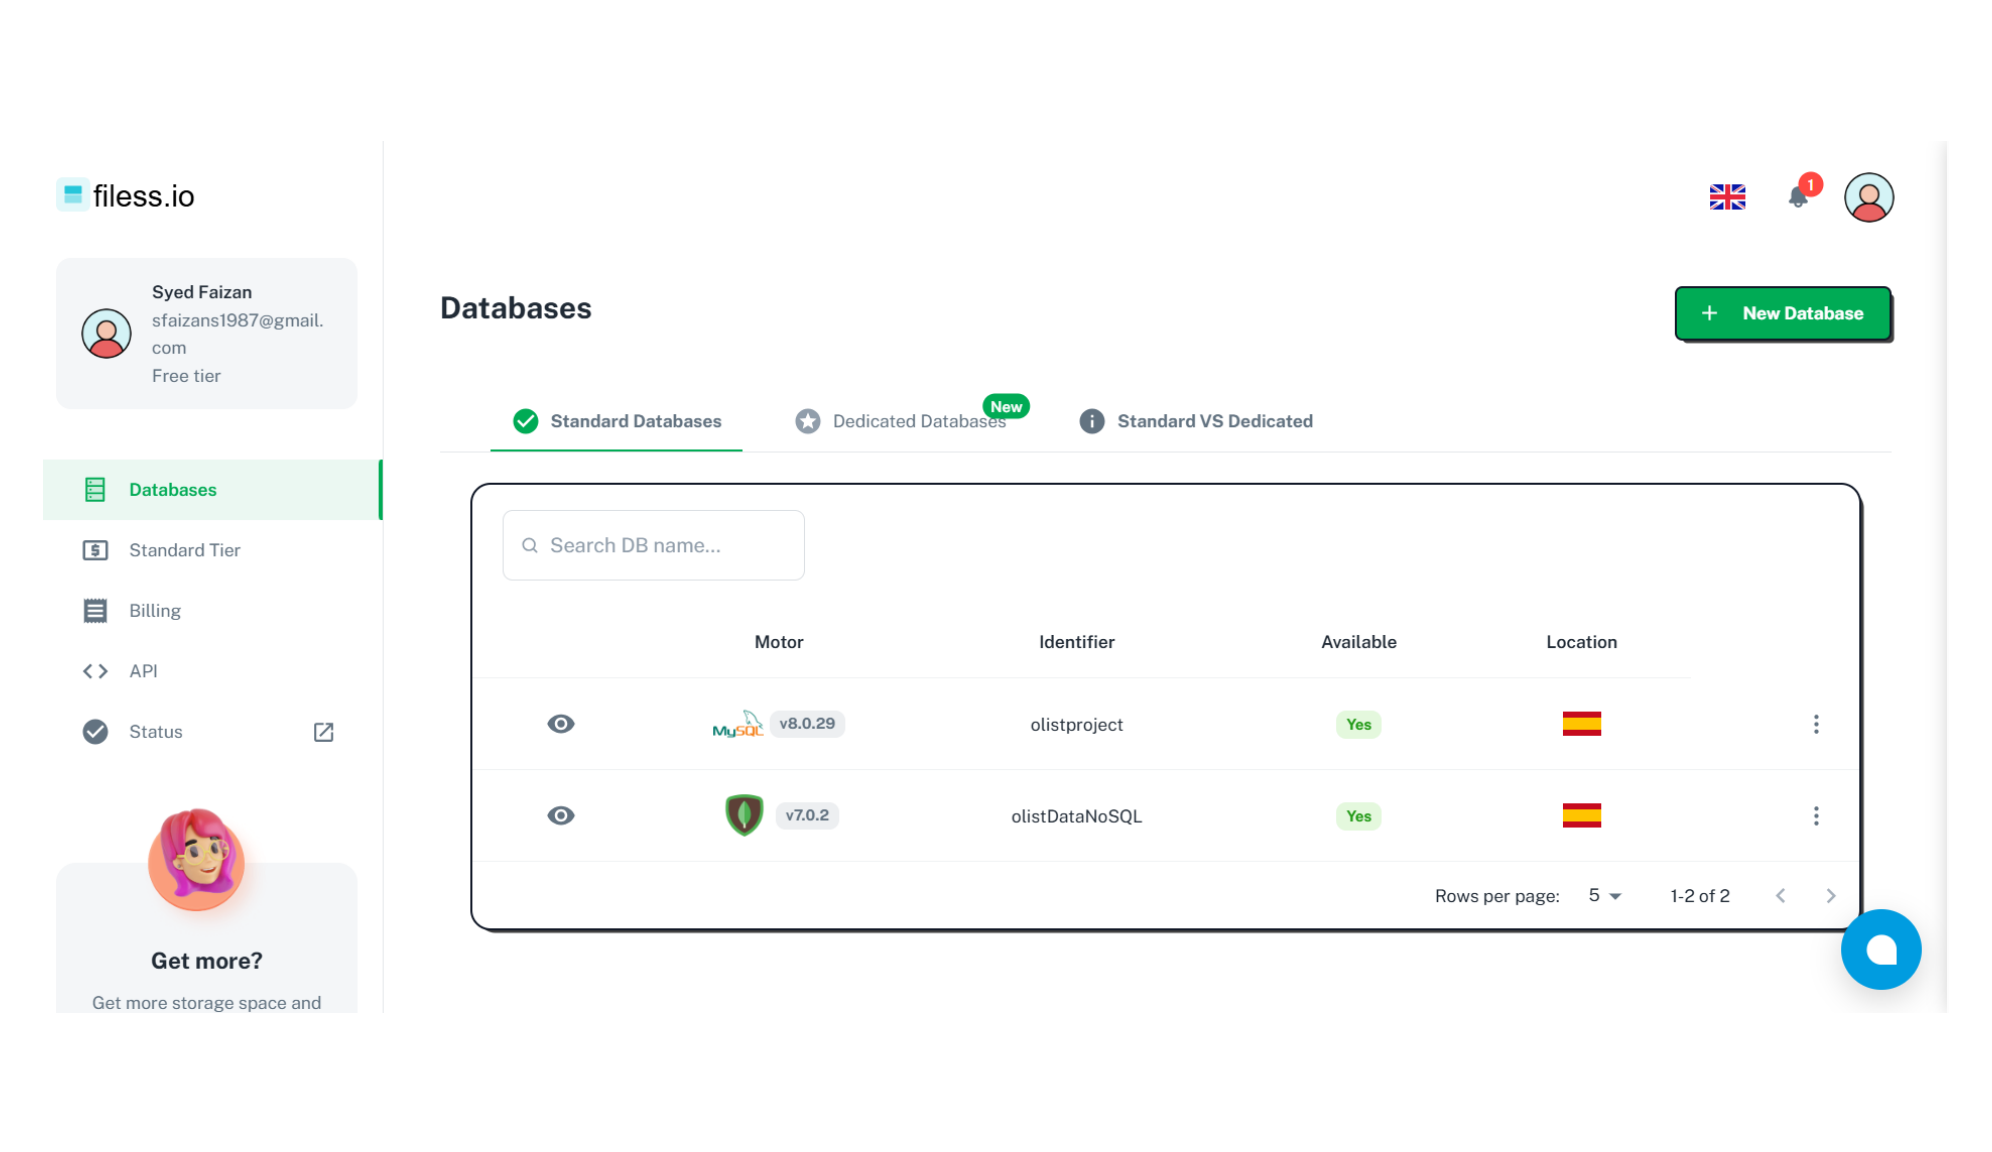 filess.io
1
Syed Faizan
sfaizans1987@gmail.
com
Free tier
Databases
New Database
Standard Databases
Dedicated Databases
New
Standard VS Dedicated
Databases
Standard Tier
Billing
API
Status
Search DB name...
Motor Identifier Available Location
MySQL v8.0.29 olistproject Yes
v7.0.2 olistDataNoSQL Yes
Rows per page: 5 1-2 of 2
Get more?
Get more storage space and